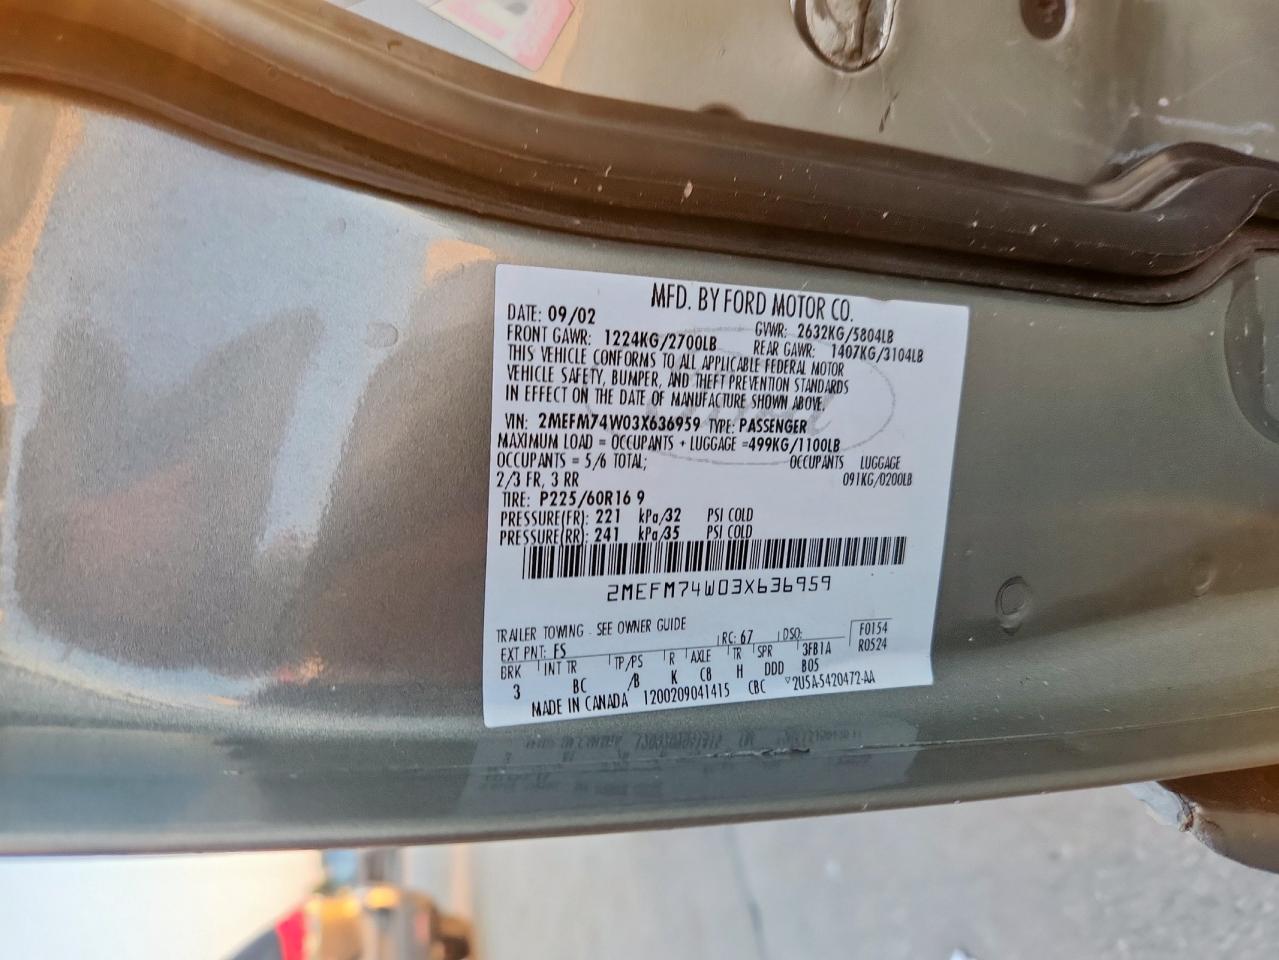 MFD. BY FORD MOTOR CO.
DATE: 09/02 GVWR: 2632KG/5804LB
FRONT GAWR: 1224KG/2700LB REAR GAWR: 1407KG/3104LB
THIS VEHICLE CONFORMS TO ALL APPLICABLE FEDERAL MOTOR
VEHICLE SAFETY, BUMPER, AND THEFT PREVENTION STANDARDS
IN EFFECT ON THE DATE OF MANUFACTURE SHOWN ABOVE.
VIN: 2MEFM74W03X636959 TYPE: PASSENGER
MAXIMUM LOAD = OCCUPANTS + LUGGAGE =499KG/1100LB
OCCUPANTS = 5/6 TOTAL; OCCUPANTS LUGGAGE
2/3 FR, 3 RR 091KG/0200LB
TIRE: P225/60R16 9
PRESSURE(FR): 221 kPa/32 PSI COLD
PRESSURE(RR): 241 kPa/35 PSI COLD
2MEFM74W03X636959
TRAILER TOWING - SEE OWNER GUIDE F0154
EXT PNT: FS RC: 67 DSO: R0524
BRK INT TR TP/PS R AXLE TR SPR 3FB1A
3 BC /B K CB H DDD B05
MADE IN CANADA 1200209041415 CBC ▽2U5A-5420472-AA